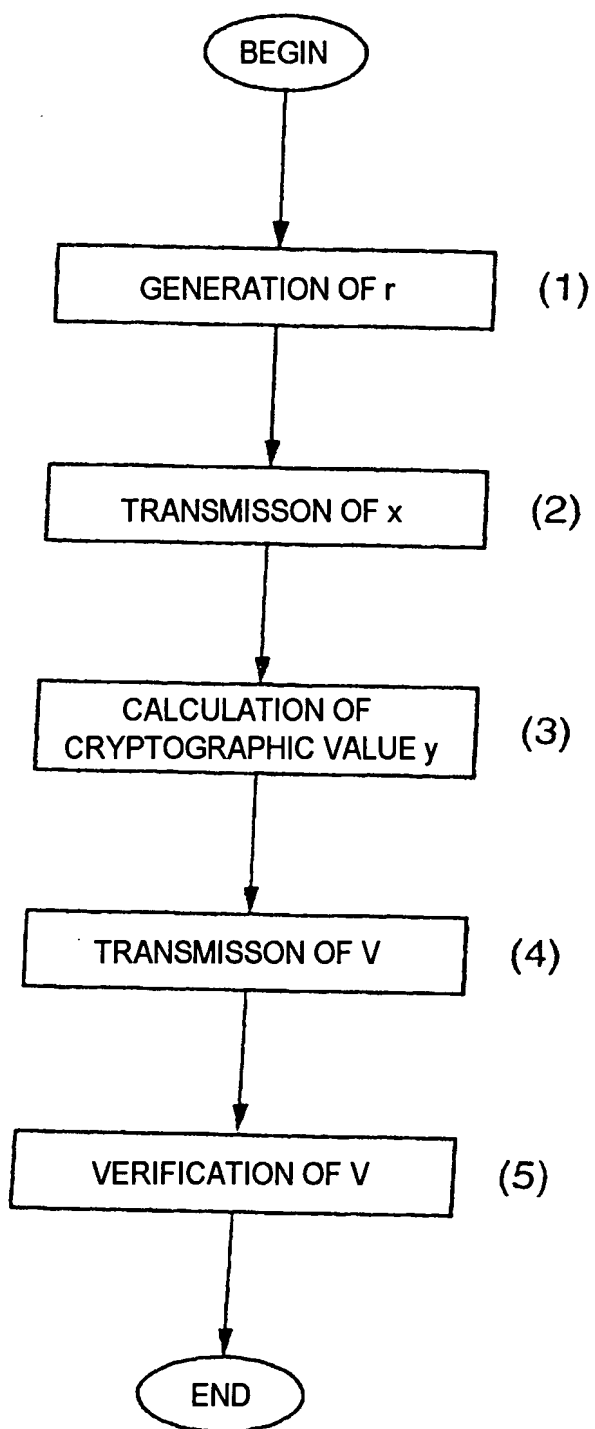 BEGIN
GENERATION OF r
(1)
TRANSMISSON OF x
(2)
CALCULATION OF
CRYPTOGRAPHIC VALUE y
(3)
TRANSMISSON OF V
(4)
VERIFICATION OF V
(5)
END